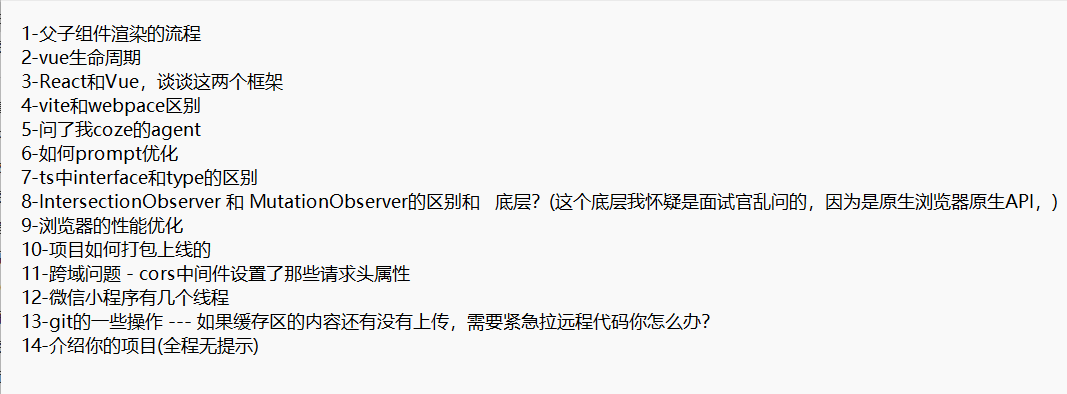 1-父子组件渲染的流程
2-vue生命周期
3-React和Vue，谈谈这两个框架
4-vite和webpace区别
5-问了我coze的agent
6-如何prompt优化
7-ts中interface和type的区别
8-IntersectionObserver 和 MutationObserver的区别和   底层？(这个底层我怀疑是面试官乱问的，因为是原生浏览器原生API，)
9-浏览器的性能优化
10-项目如何打包上线的
11-跨域问题 - cors中间件设置了那些请求头属性
12-微信小程序有几个线程
13-git的一些操作 --- 如果缓存区的内容还有没有上传，需要紧急拉远程代码你怎么办？
14-介绍你的项目(全程无提示)